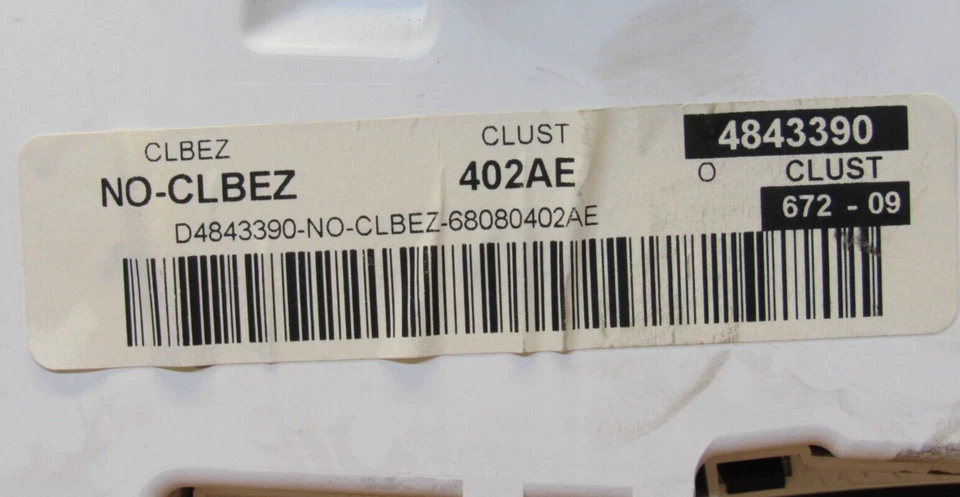 CLBEZ CLUST 4843390
NO-CLBEZ 402AE O CLUST
D4843390-NO-CLBEZ-68080402AE 672 - 09